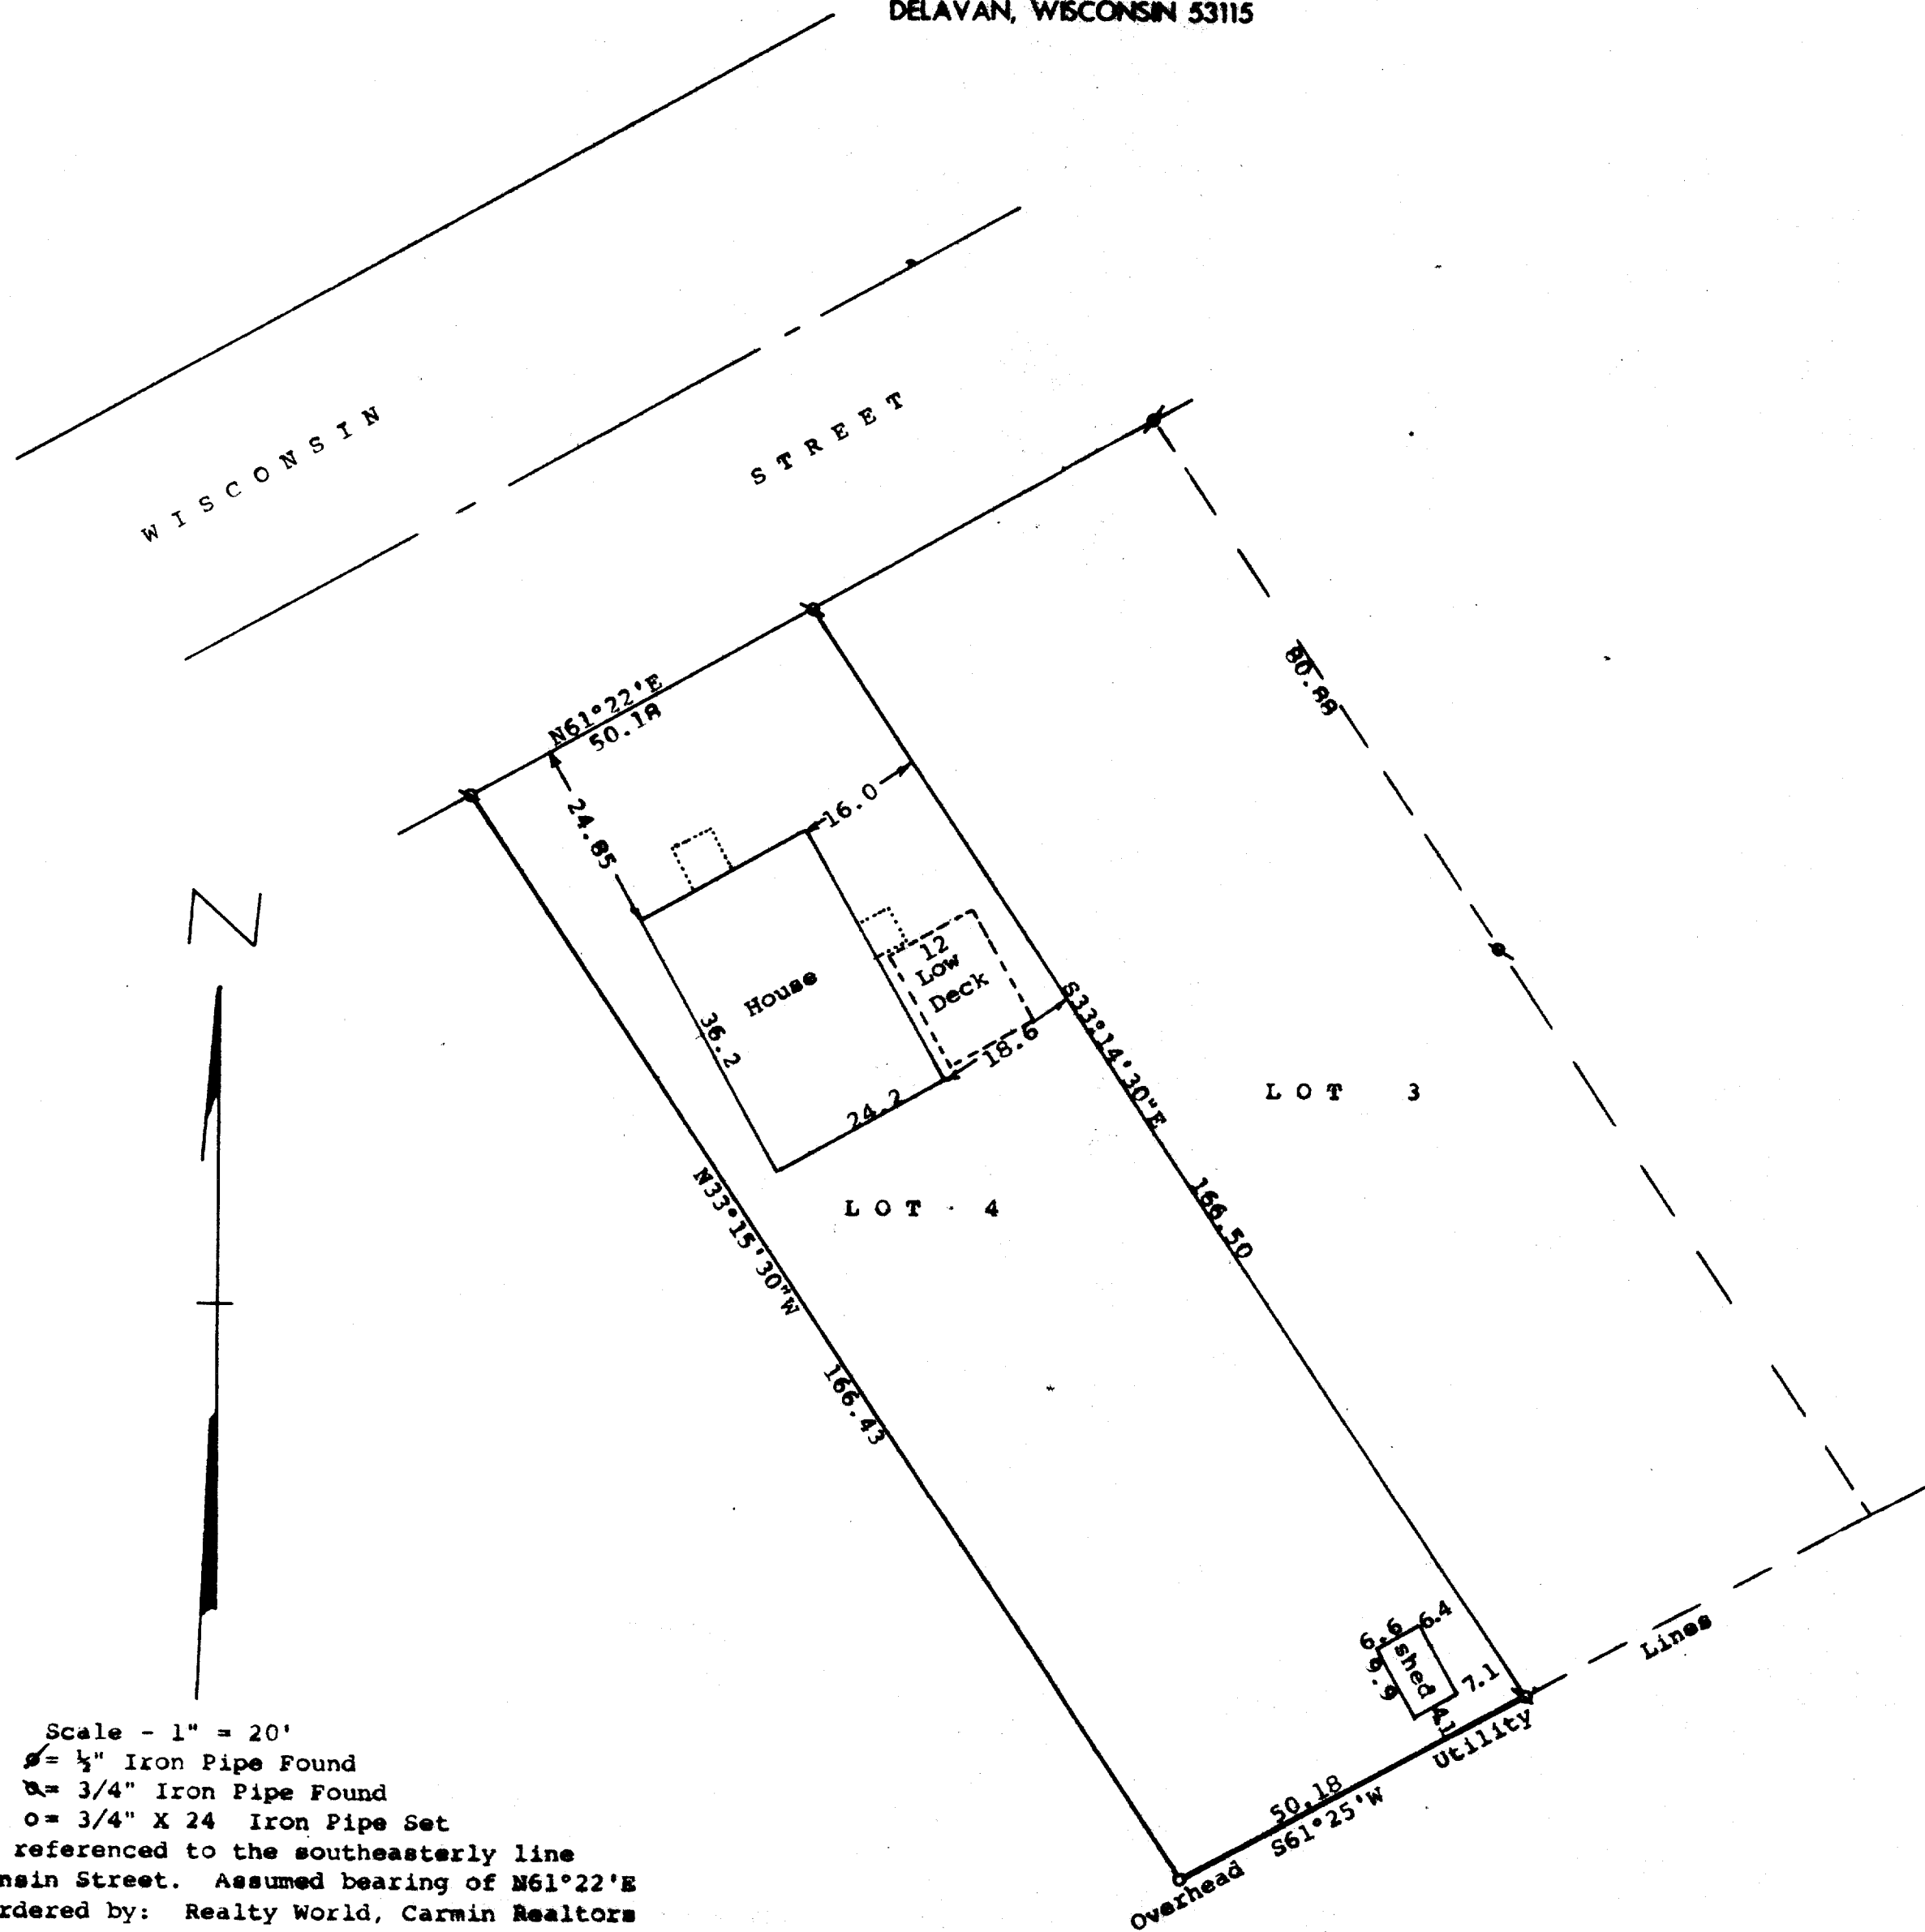 DELAVAN, WISCONSIN 53115
WISCONSIN
STREET
N61°22'E
50.18
80.88
24.85
16.0
12
Low
Deck
House
36.2
18.6
24.2
S33°14'30"E
166.50
LOT 3
LOT 4
N33°15'30"W
166.43
6.6
6.4
shed
9.9
7.1
4.1
Lines
Utility
50.18
S61°25'W
Overhead
N
Scale - 1" = 20'
= ½" Iron Pipe Found
= 3/4" Iron Pipe Found
o= 3/4" X 24 Iron Pipe Set
referenced to the southeasterly line
nsin Street. Assumed bearing of N61°22'E
rdered by: Realty World, Carmin Realtors